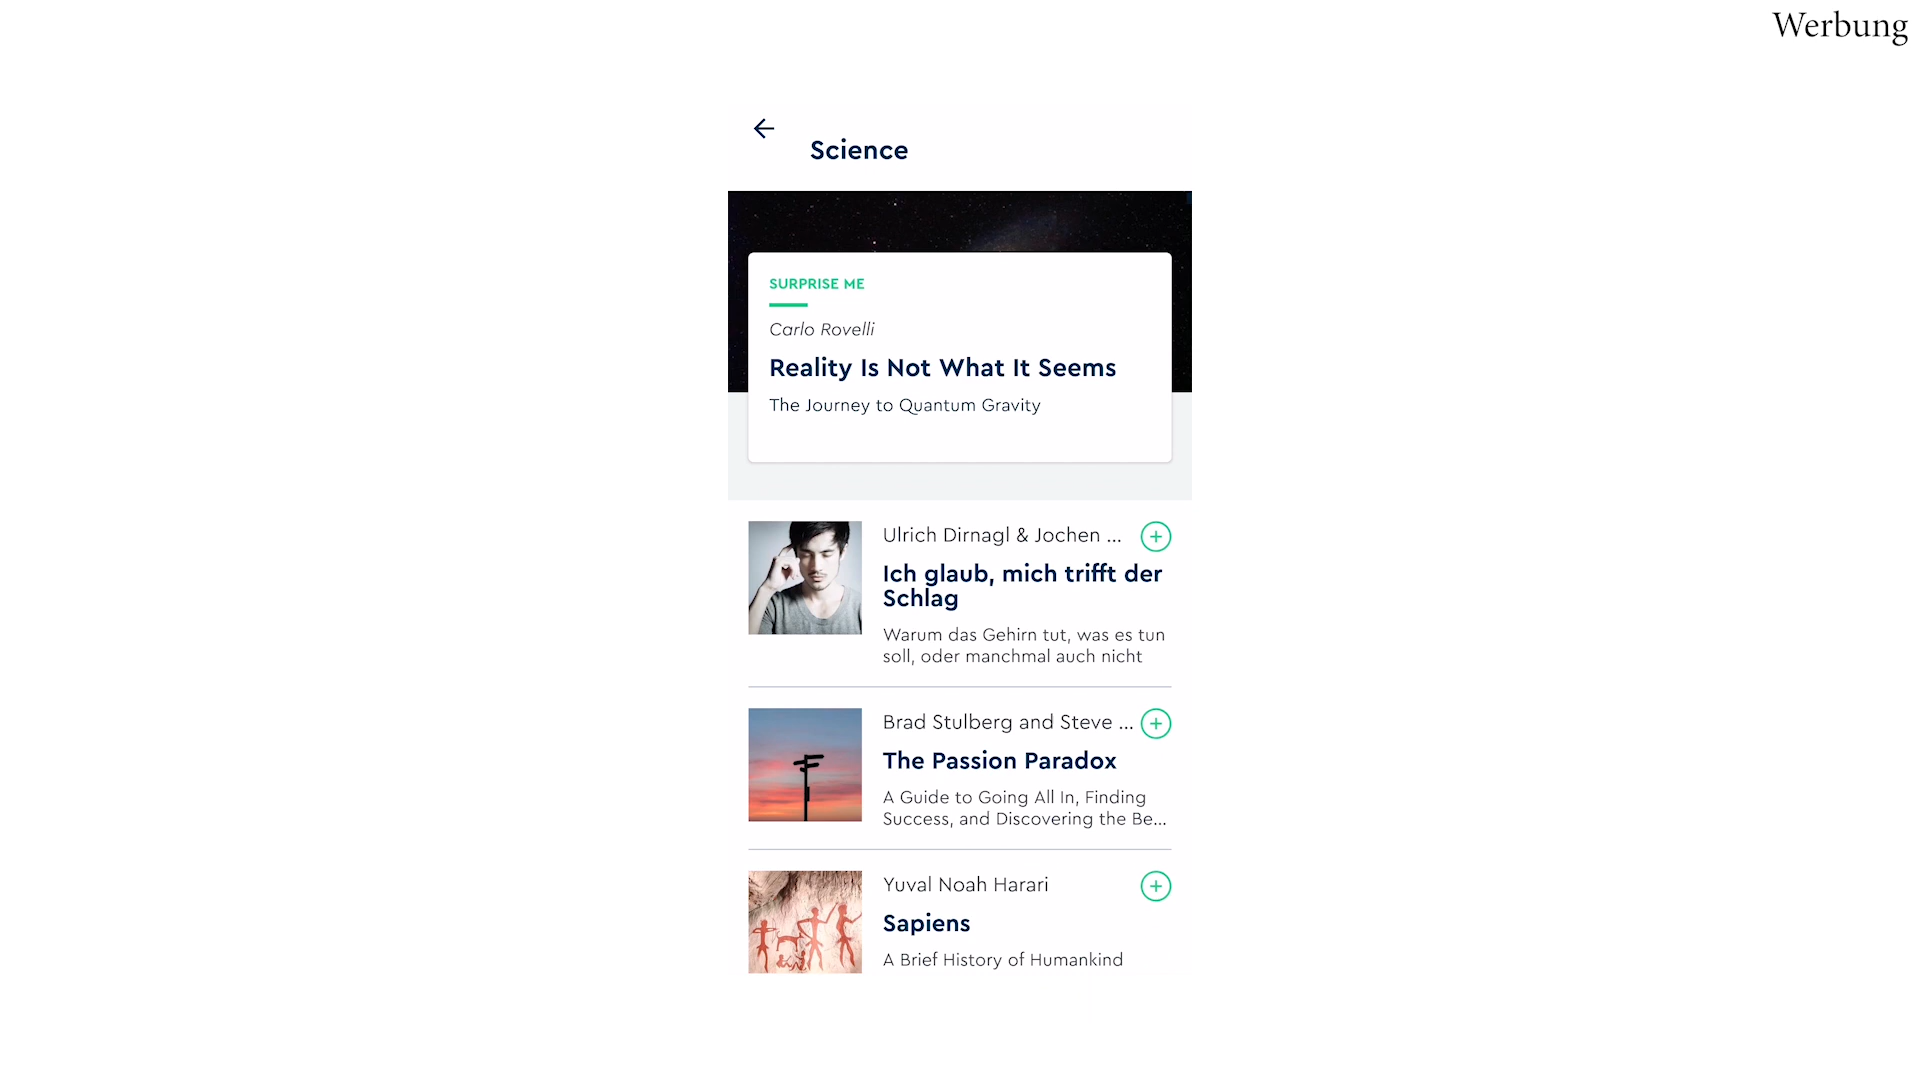 Werbung
Science
SURPRISE ME
Carlo Rovelli
Reality Is Not What It Seems
The Journey to Quantum Gravity
Ulrich Dirnagl & Jochen ...
Ich glaub, mich trifft der
Schlag
Warum das Gehirn tut, was es tun
soll, oder manchmal auch nicht
Brad Stulberg and Steve ...
The Passion Paradox
A Guide to Going All In, Finding
Success, and Discovering the Be...
Yuval Noah Harari
Sapiens
A Brief History of Humankind